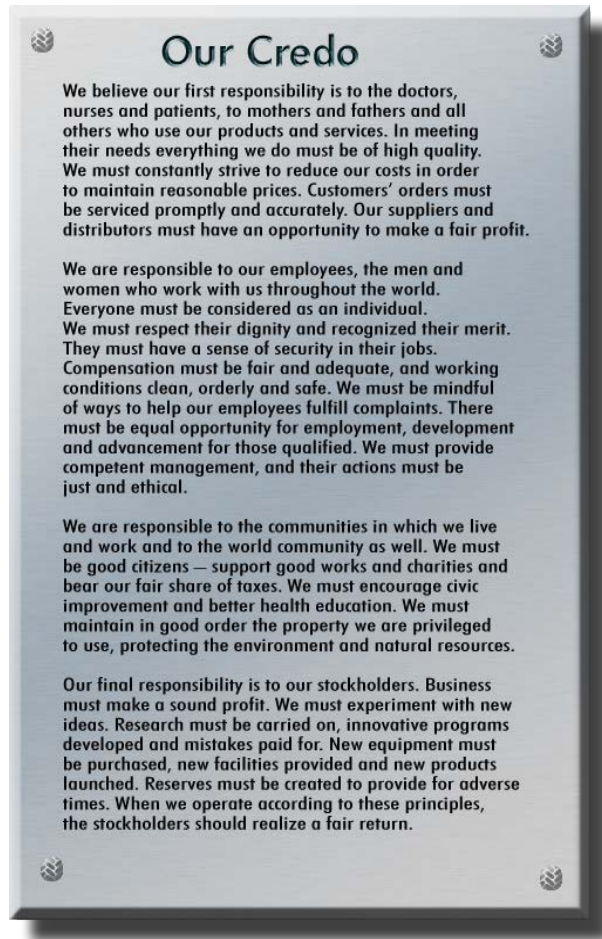 Our Credo
We believe our first responsibility is to the doctors,
nurses and patients, to mothers and fathers and all
others who use our products and services. In meeting
their needs everything we do must be of high quality.
We must constantly strive to reduce our costs in order
to maintain reasonable prices. Customers’ orders must
be serviced promptly and accurately. Our suppliers and
distributors must have an opportunity to make a fair profit.
We are responsible to our employees, the men and
women who work with us throughout the world.
Everyone must be considered as an individual.
We must respect their dignity and recognized their merit.
They must have a sense of security in their jobs.
Compensation must be fair and adequate, and working
conditions clean, orderly and safe. We must be mindful
of ways to help our employees fulfill complaints. There
must be equal opportunity for employment, development
and advancement for those qualified. We must provide
competent management, and their actions must be
just and ethical.
We are responsible to the communities in which we live
and work and to the world community as well. We must
be good citizens — support good works and charities and
bear our fair share of taxes. We must encourage civic
improvement and better health education. We must
maintain in good order the property we are privileged
to use, protecting the environment and natural resources.
Our final responsibility is to our stockholders. Business
must make a sound profit. We must experiment with new
ideas. Research must be carried on, innovative programs
developed and mistakes paid for. New equipment must
be purchased, new facilities provided and new products
launched. Reserves must be created to provide for adverse
times. When we operate according to these principles,
the stockholders should realize a fair return.